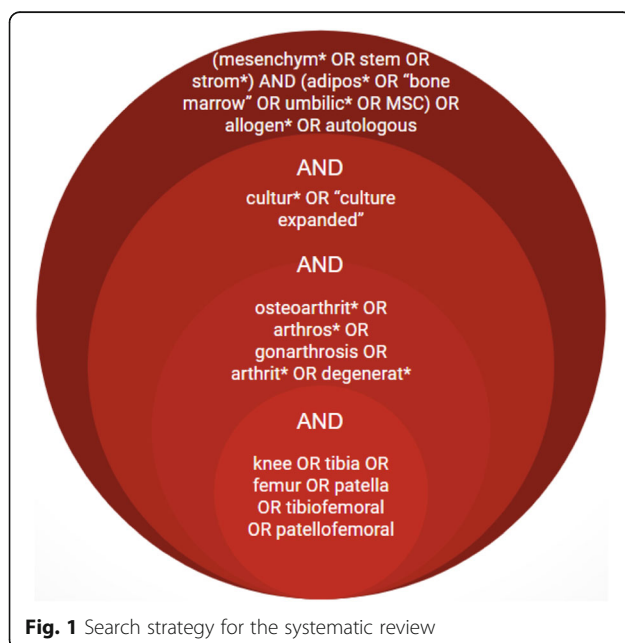 (mesenchym* OR stem OR
strom*) AND (adipos* OR “bone
marrow” OR umbilic* OR MSC) OR
allogen* OR autologous
AND
cultur* OR “culture
expanded”
AND
osteoarthrit* OR
arthros* OR
gonarthrosis OR
arthrit* OR degenerat*
AND
knee OR tibia OR
femur OR patella
OR tibiofemoral
OR patellofemoral
Fig. 1 Search strategy for the systematic review